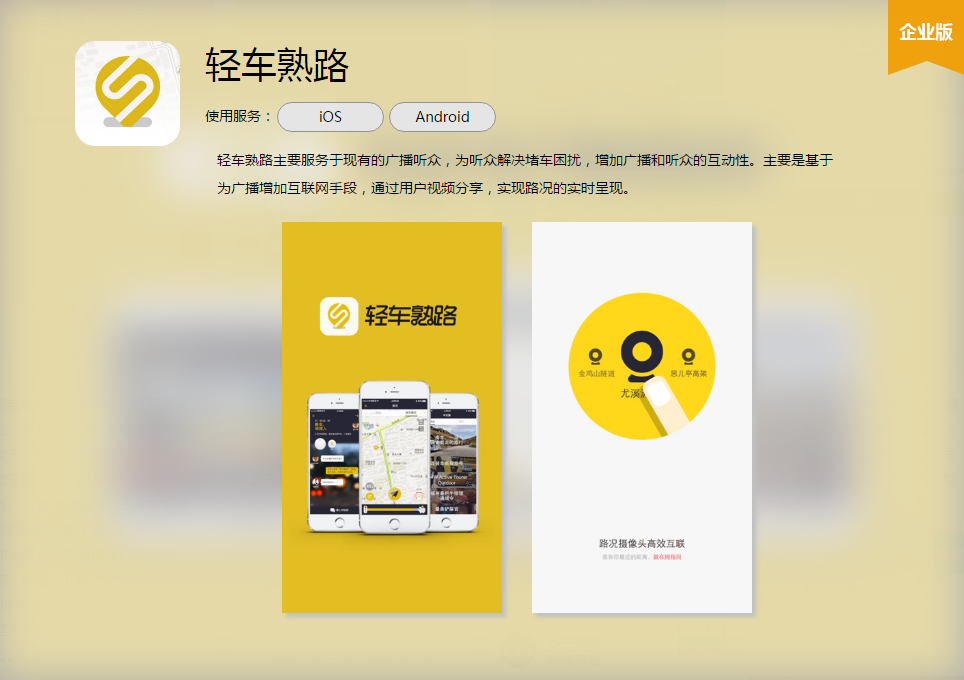 企业版
轻车熟路
使用服务：
iOS
Android
轻车熟路主要服务于现有的广播听众，为听众解决堵车困扰，增加广播和听众的互动性。主要是基于
为广播增加互联网手段，通过用户视频分享，实现路况的实时呈现。
轻车熟路
金鸡山隧道
思儿亭高架
尤溪
路况摄像头高效互联